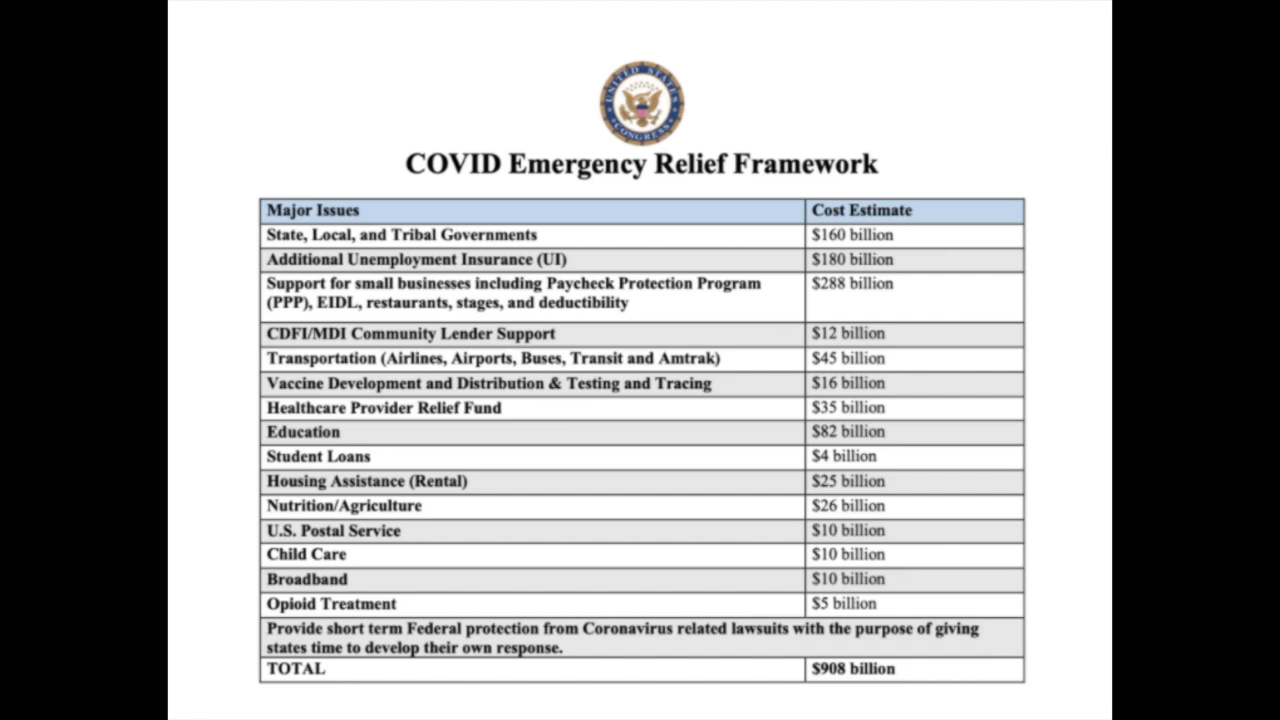 UNITED STATES
CONGRESS
COVID Emergency Relief Framework
Major Issues Cost Estimate
State, Local, and Tribal Governments $160 billion
Additional Unemployment Insurance (UI) $180 billion
Support for small businesses including Paycheck Protection Program $288 billion
(PPP), EIDL, restaurants, stages, and deductibility
CDFI/MDI Community Lender Support $12 billion
Transportation (Airlines, Airports, Buses, Transit and Amtrak) $45 billion
Vaccine Development and Distribution & Testing and Tracing $16 billion
Healthcare Provider Relief Fund $35 billion
Education $82 billion
Student Loans $4 billion
Housing Assistance (Rental) $25 billion
Nutrition/Agriculture $26 billion
U.S. Postal Service $10 billion
Child Care $10 billion
Broadband $10 billion
Opioid Treatment $5 billion
Provide short term Federal protection from Coronavirus related lawsuits with the purpose of giving
states time to develop their own response.
TOTAL $908 billion